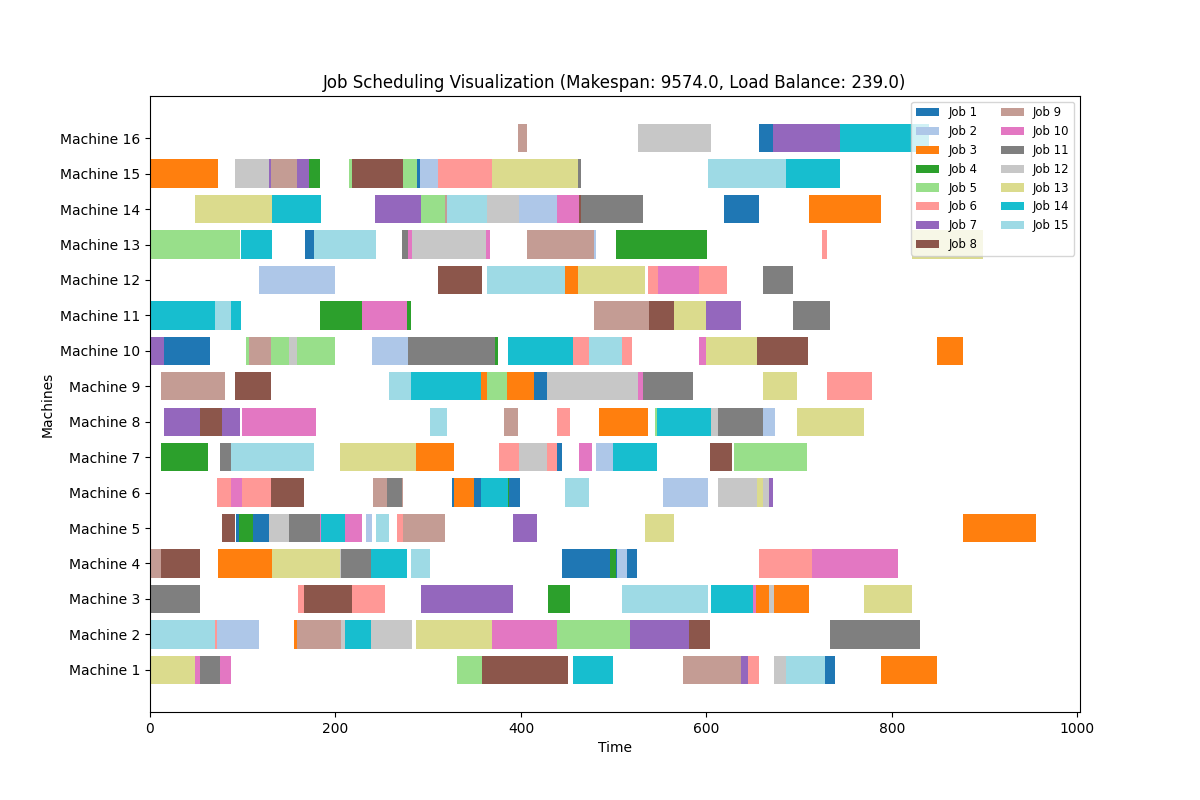 Job Scheduling Visualization (Makespan: 9574.0, Load Balance: 239.0)
Machine 16
Machine 15
Machine 14
Machine 13
Machine 12
Machine 11
Machine 10
Machine 9
Machine 8
Machine 7
Machine 6
Machine 5
Machine 4
Machine 3
Machine 2
Machine 1
Machines
0 200 400 600 800 1000
Time
Job 1
Job 2
Job 3
Job 4
Job 5
Job 6
Job 7
Job 8
Job 9
Job 10
Job 11
Job 12
Job 13
Job 14
Job 15